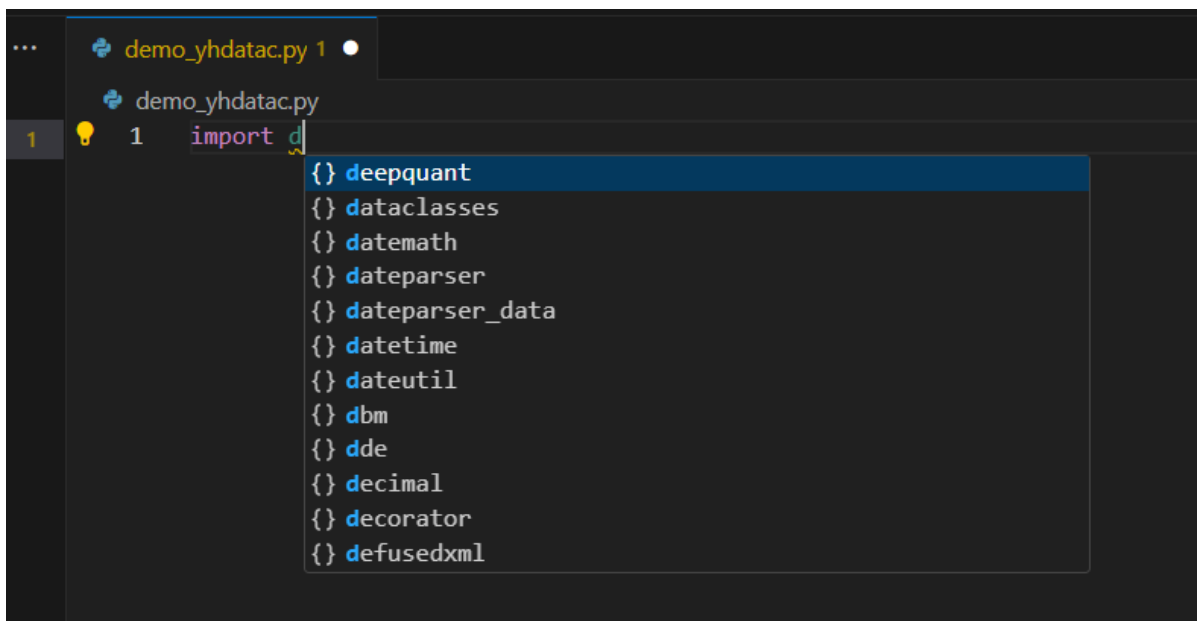 ... demo_yhdatac.py 1
demo_yhdatac.py
1 1 import d
{} deepquant
{} dataclasses
{} datemath
{} dateparser
{} dateparser_data
{} datetime
{} dateutil
{} dbm
{} dde
{} decimal
{} decorator
{} defusedxml